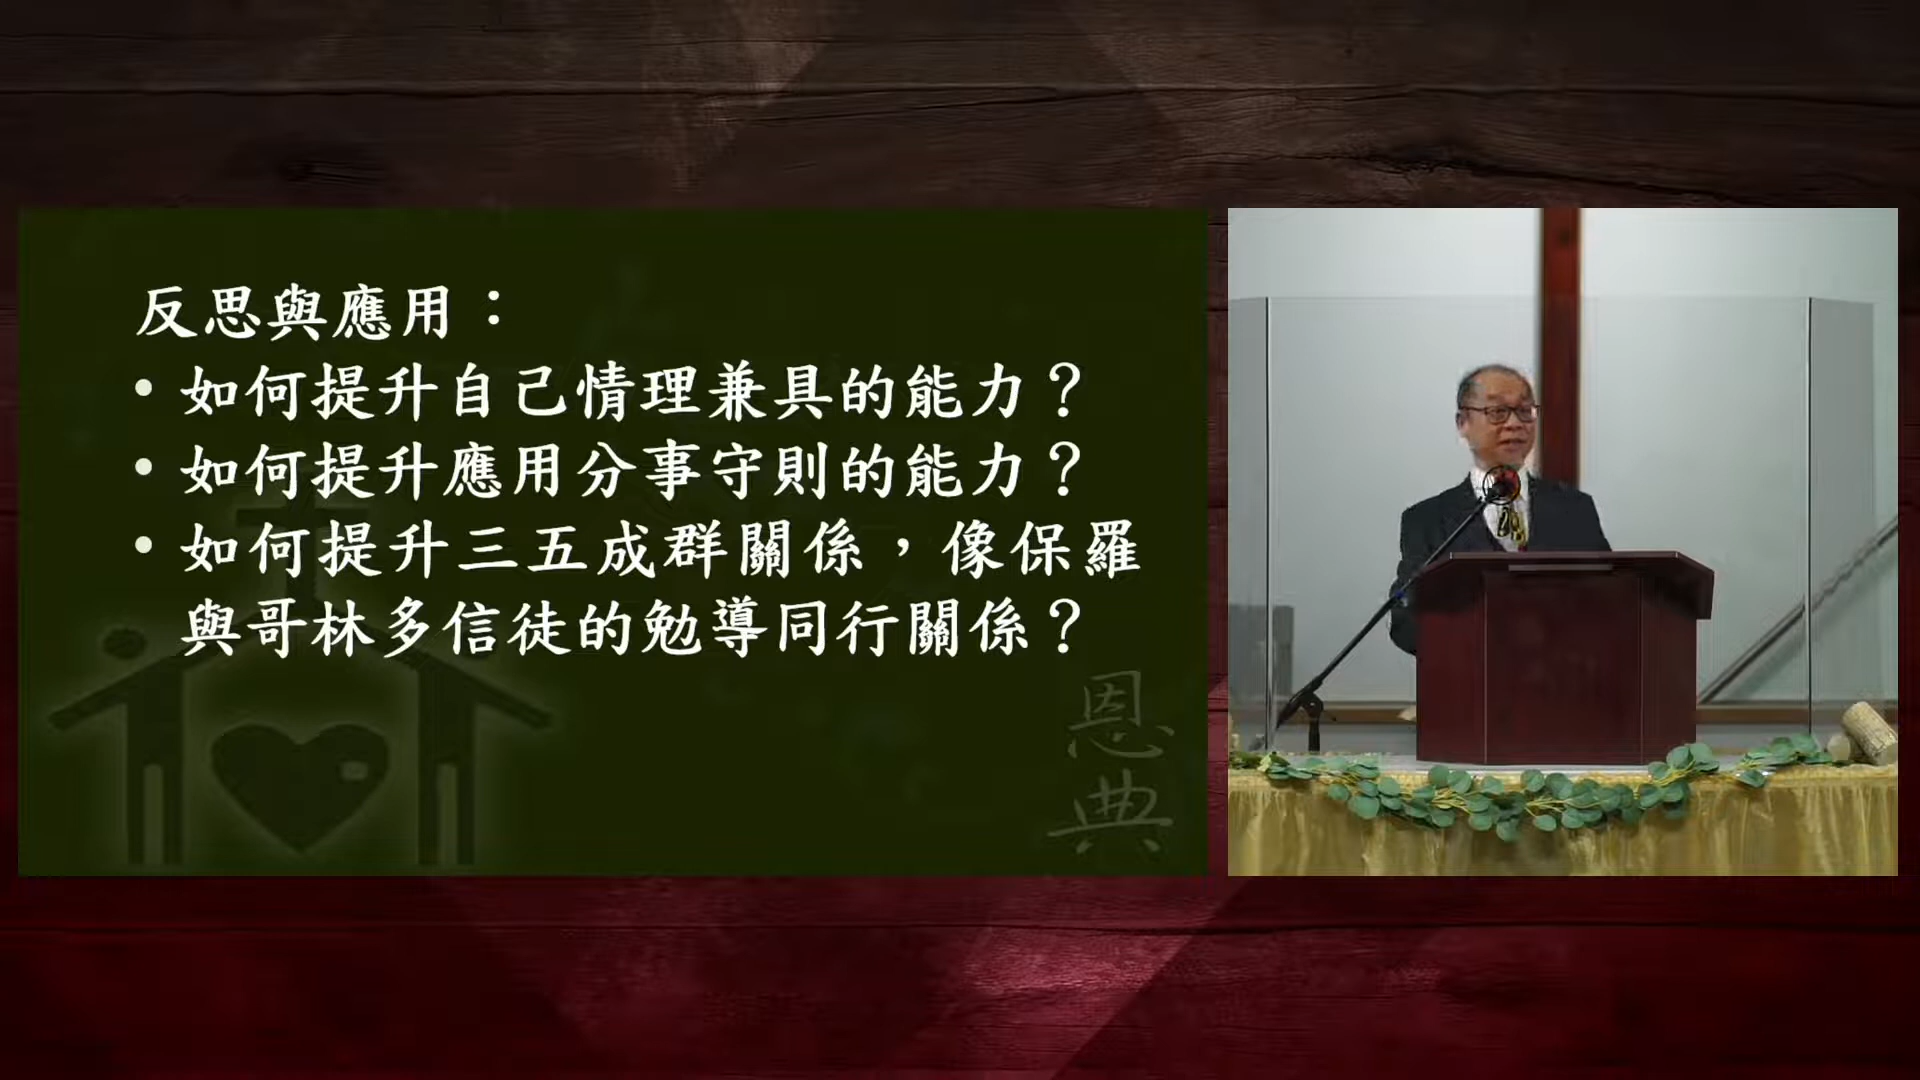 反思與應用：
• 如何提升自己情理兼具的能力？
• 如何提升應用分事守則的能力？
• 如何提升三五成群關係，像保羅
與哥林多信徒的勉導同行關係？
恩典